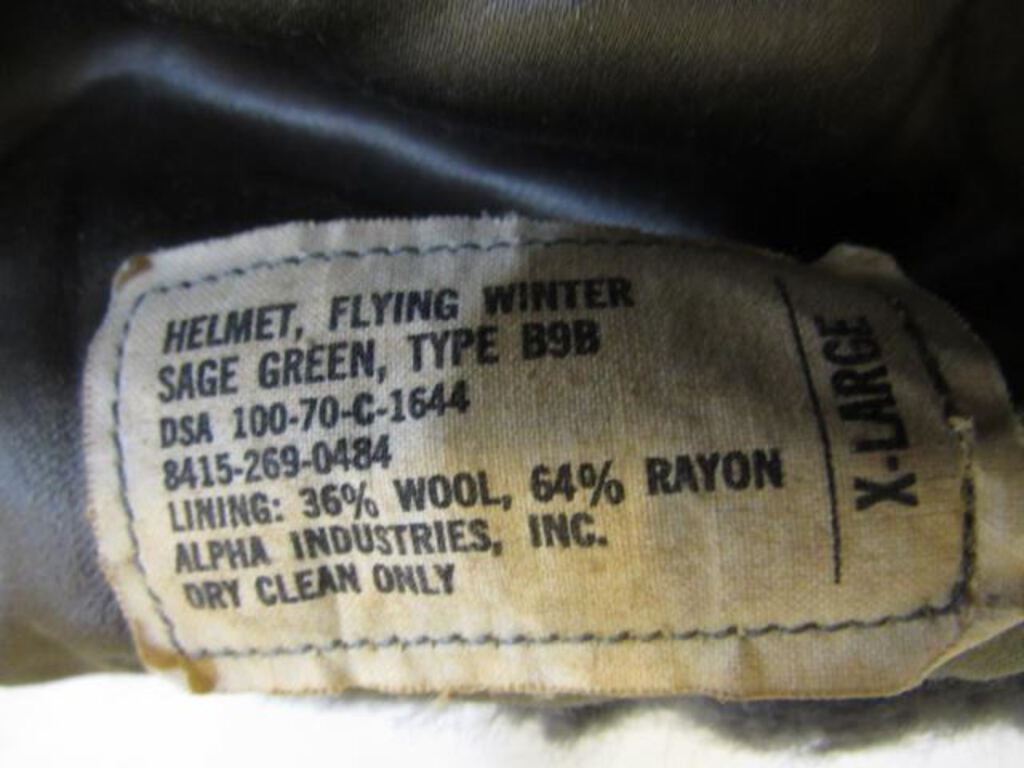 HELMET, FLYING WINTER
SAGE GREEN, TYPE B9B
DSA 100-70-C-1644
8415-269-0484
LINING: 36% WOOL, 64% RAYON
ALPHA INDUSTRIES, INC.
DRY CLEAN ONLY
X-LARGE